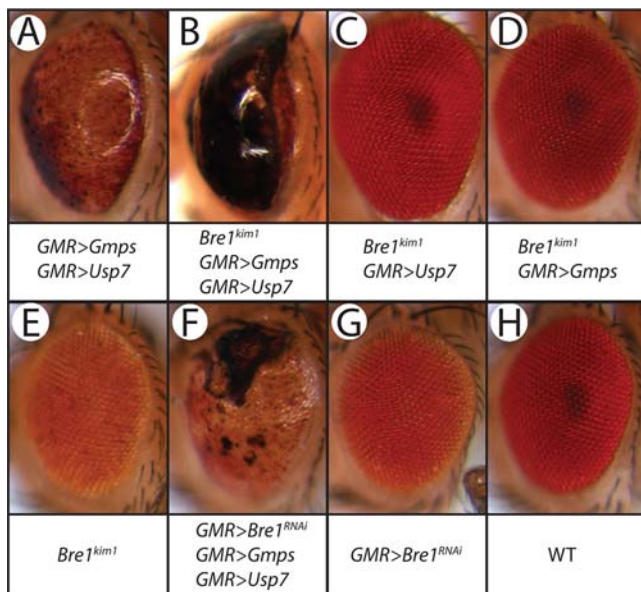 A
B
C
D
GMR>Gmps
GMR>Usp7
Bre1kim1
GMR>Gmps
GMR>Usp7
Bre1kim1
GMR>Usp7
Bre1kim1
GMR>Gmps
E
F
G
H
Bre1kim1
GMR>Bre1RNAi
GMR>Gmps
GMR>Usp7
GMR>Bre1RNAi
WT